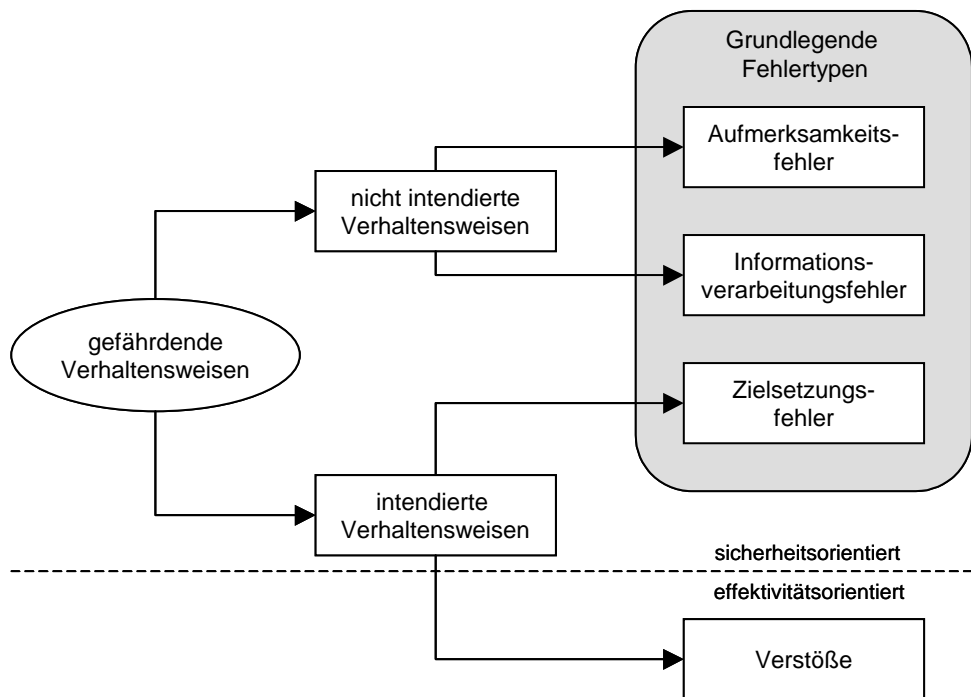 Grundlegende
Fehlertypen
Aufmerksamkeits-
fehler
nicht intendierte
Verhaltensweisen
Informations-
verarbeitungsfehler
gefährdende
Verhaltensweisen
Zielsetzungs-
fehler
intendierte
Verhaltensweisen
sicherheitsorientiert
effektivitätsorientiert
Verstöße